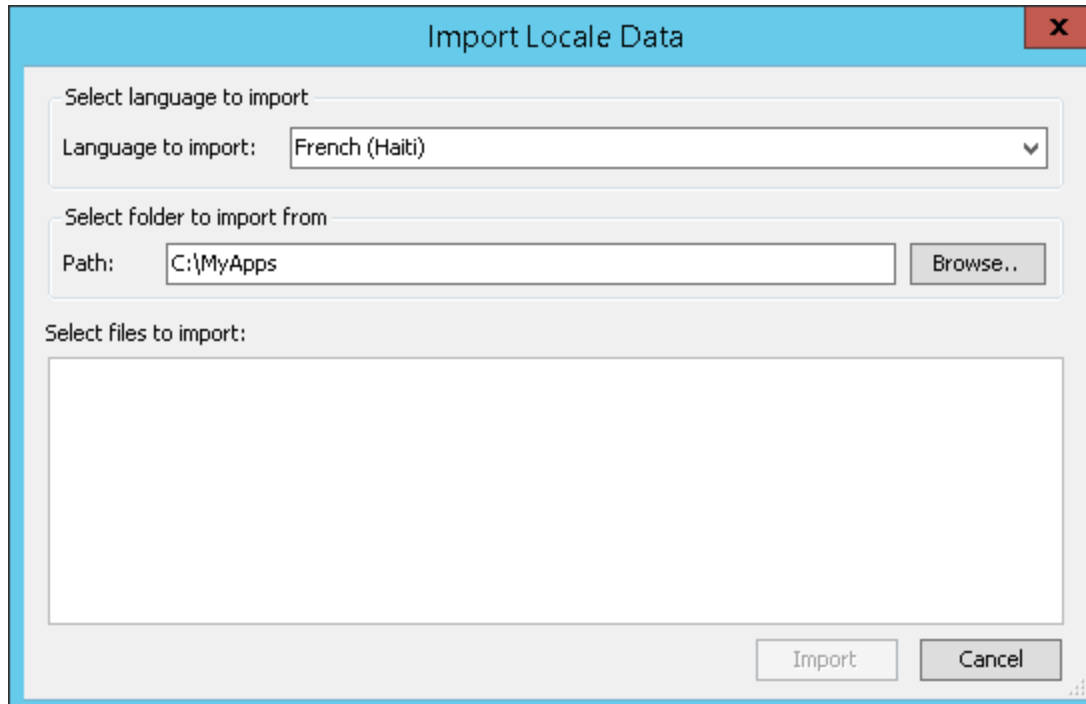 Import Locale Data
x
Select language to import
Language to import: French (Haiti)
Select folder to import from
Path: C:\MyApps Browse..
Select files to import:
Import Cancel